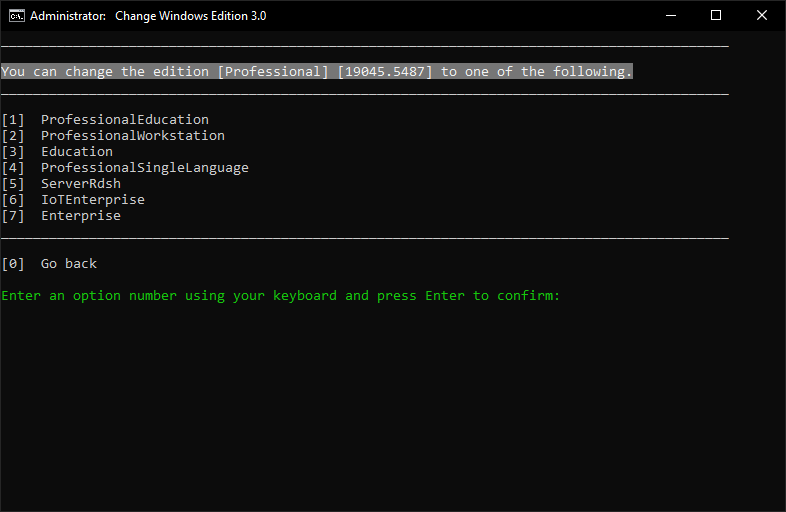 Administrator: Change Windows Edition 3.0
You can change the edition [Professional] [19045.5487] to one of the following.
[1] ProfessionalEducation
[2] ProfessionalWorkstation
[3] Education
[4] ProfessionalSingleLanguage
[5] ServerRdsh
[6] IoTEnterprise
[7] Enterprise
[0] Go back
Enter an option number using your keyboard and press Enter to confirm: